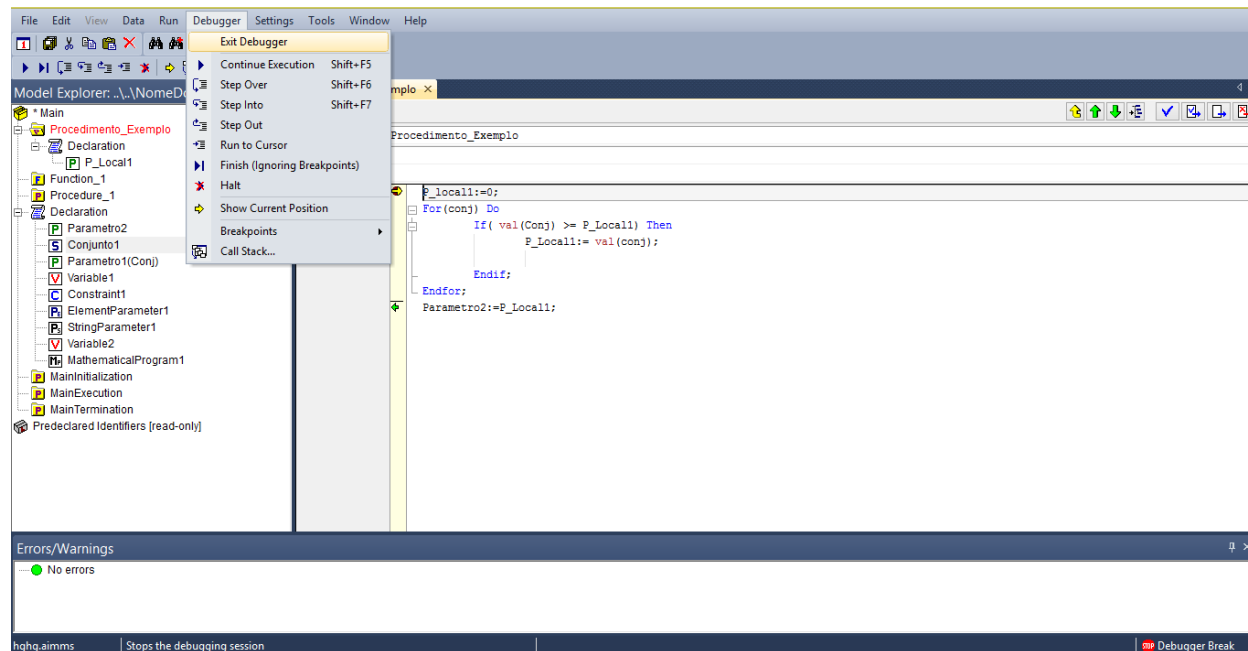 File Edit View Data Run Debugger Settings Tools Window Help
Exit Debugger
Continue Execution Shift+F5
Step Over Shift+F6
Step Into Shift+F7
Step Out
Run to Cursor
Finish (Ignoring Breakpoints)
Halt
Show Current Position
Breakpoints
Call Stack...
Model Explorer: ..\..\NomeDo
* Main
Procedimento_Exemplo
Declaration
P P_Local1
F Function_1
P Procedure_1
Declaration
P Parametro2
S Conjunto1
P Parametro1(Conj)
V Variable1
C Constraint1
P ElementParameter1
P StringParameter1
V Variable2
MP MathematicalProgram1
P MainInitialization
P MainExecution
P MainTermination
Predeclared Identifiers [read-only]
mplo
Procedimento_Exemplo
P_local1:=0;
For(conj) Do
If( val(Conj) >= P_Local1) Then
P_Local1:= val(conj);
Endif;
Endfor;
Parametro2:=P_Local1;
Errors/Warnings
No errors
hghg.aimms Stops the debugging session STOP Debugger Break